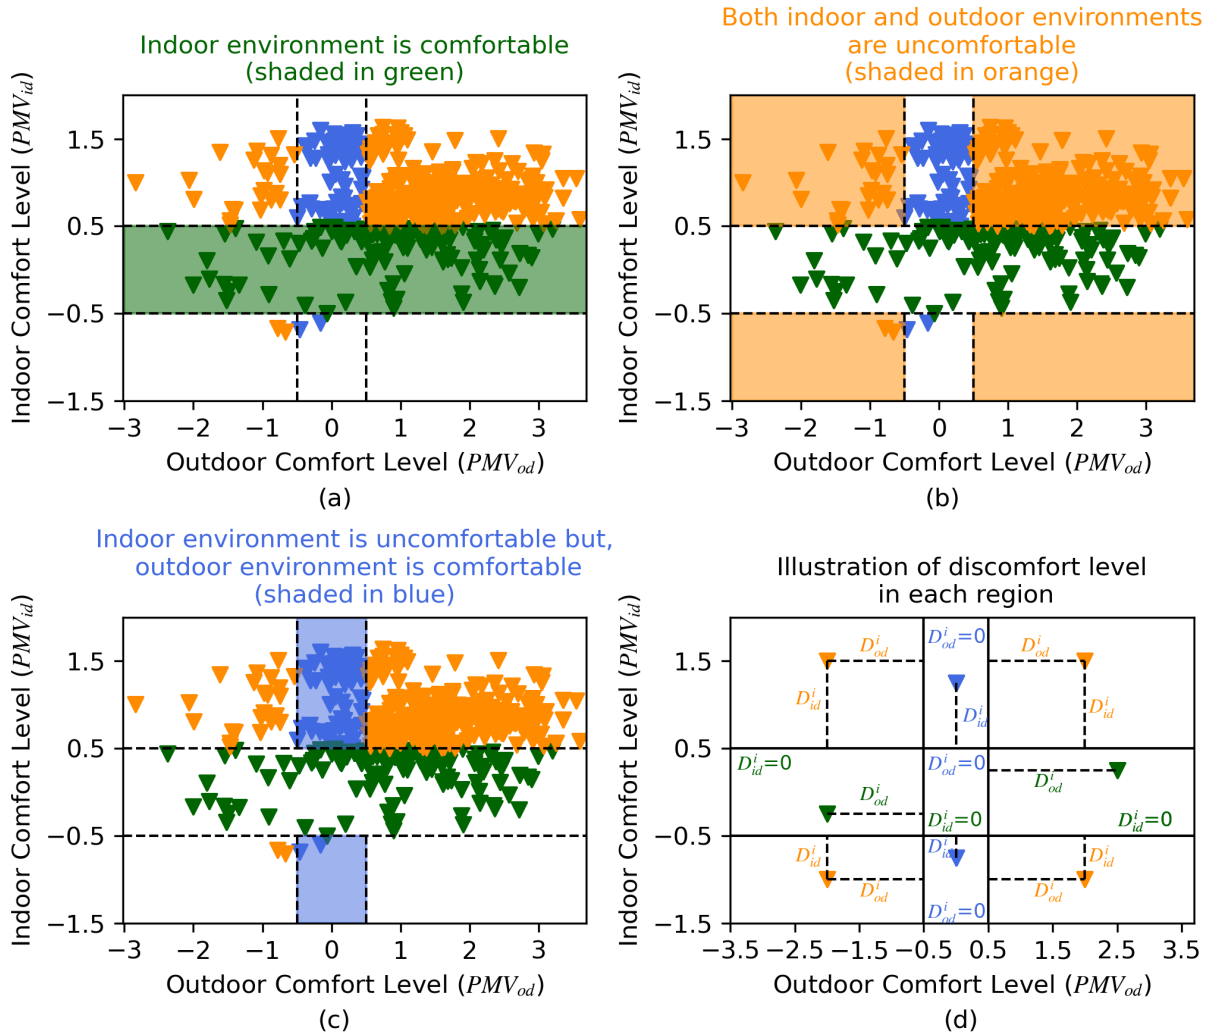 Indoor environment is comfortable
(shaded in green)
Indoor Comfort Level (PMV_id)
1.5
0.5
−0.5
−1.5
−3 −2 −1 0 1 2 3
Outdoor Comfort Level (PMV_od)
(a)
Both indoor and outdoor environments
are uncomfortable
(shaded in orange)
Indoor Comfort Level (PMV_id)
1.5
0.5
−0.5
−1.5
−3 −2 −1 0 1 2 3
Outdoor Comfort Level (PMV_od)
(b)
Indoor environment is uncomfortable but,
outdoor environment is comfortable
(shaded in blue)
Indoor Comfort Level (PMV_id)
1.5
0.5
−0.5
−1.5
−3 −2 −1 0 1 2 3
Outdoor Comfort Level (PMV_od)
(c)
Illustration of discomfort level
in each region
Indoor Comfort Level (PMV_id)
1.5
0.5
−0.5
−1.5
D^i_od
D^i_od=0
D^i_od
D^i_id
D^i_id
D^i_id
D^i_id=0
D^i_od=0
D^i_od
D^i_od
D^i_id=0
D^i_id=0
D^i_id
D^i_id
D^i_id
D^i_od
D^i_od
D^i_od=0
−3.5 −2.5 −1.5 −0.5 0.5 1.5 2.5 3.5
Outdoor Comfort Level (PMV_od)
(d)